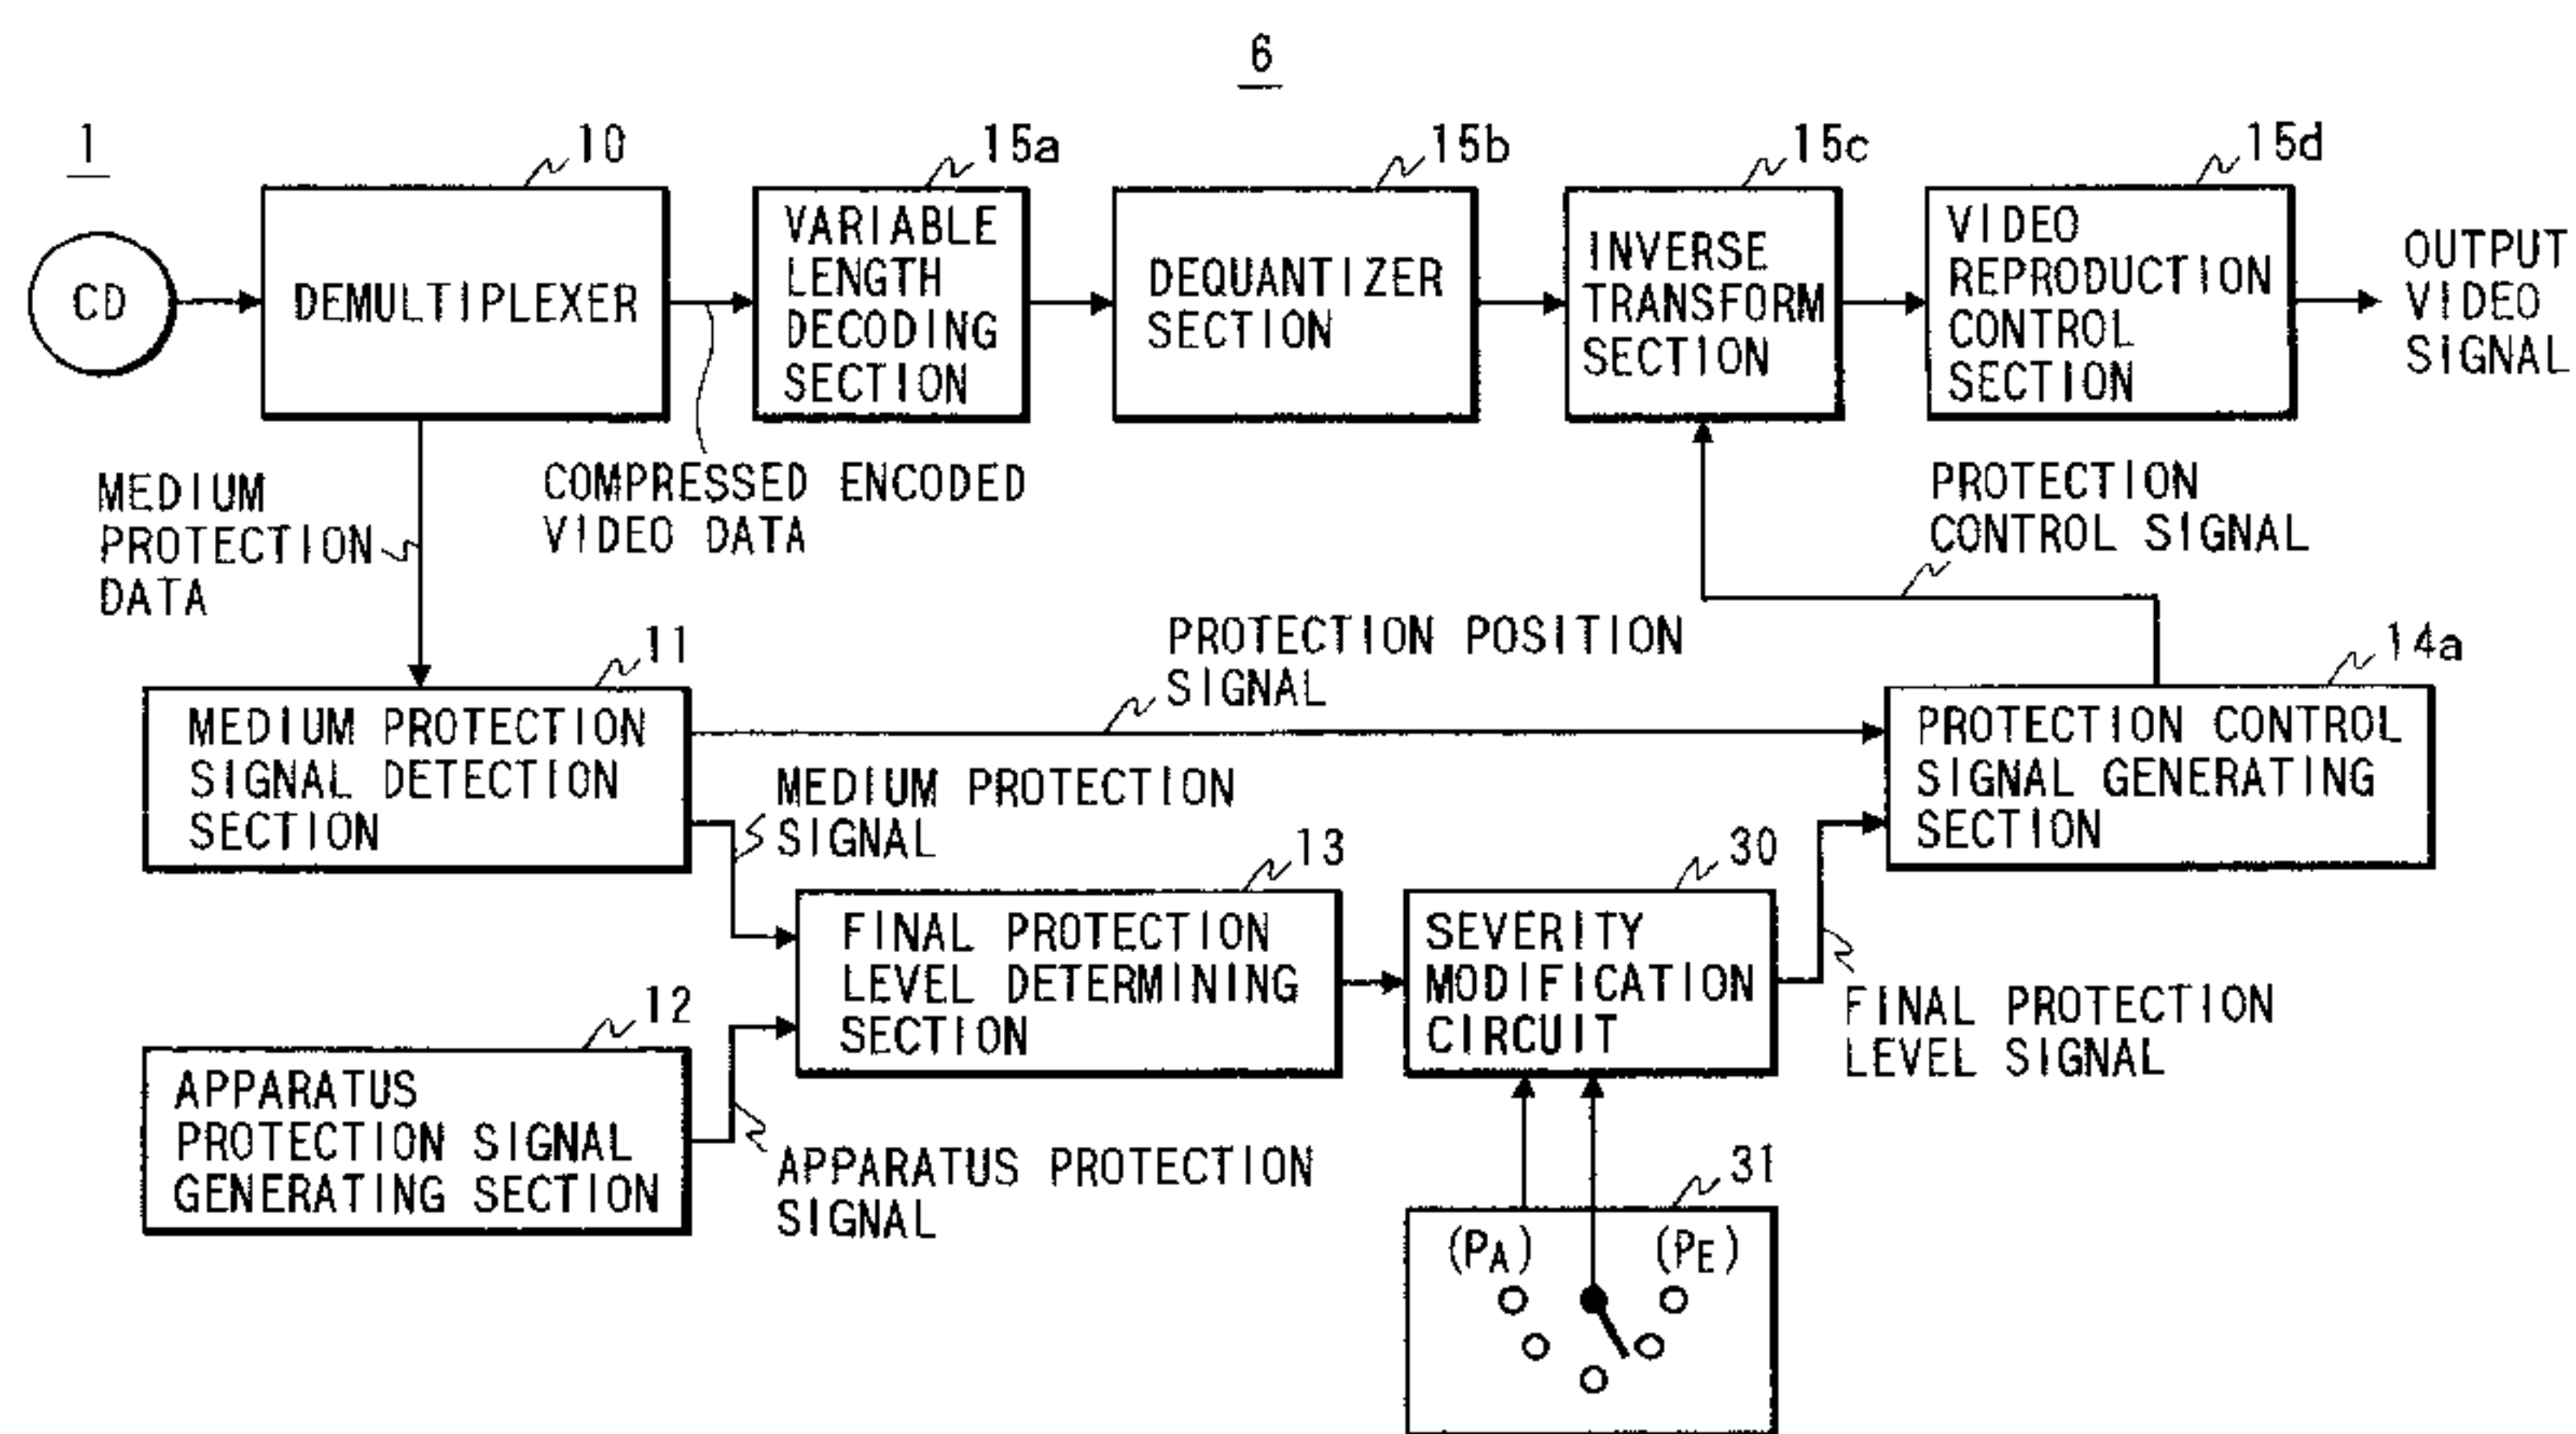 6
1
10
15a
15b
15c
15d
CD
DEMULTIPLEXER
VARIABLE
LENGTH
DECODING
SECTION
DEQUANTIZER
SECTION
INVERSE
TRANSFORM
SECTION
VIDEO
REPRODUCTION
CONTROL
SECTION
OUTPUT
VIDEO
SIGNAL
MEDIUM
PROTECTION
DATA
COMPRESSED ENCODED
VIDEO DATA
PROTECTION
CONTROL SIGNAL
11
PROTECTION POSITION
SIGNAL
14a
MEDIUM PROTECTION
SIGNAL DETECTION
SECTION
PROTECTION CONTROL
SIGNAL GENERATING
SECTION
MEDIUM PROTECTION
SIGNAL
13
30
FINAL PROTECTION
LEVEL DETERMINING
SECTION
SEVERITY
MODIFICATION
CIRCUIT
FINAL PROTECTION
LEVEL SIGNAL
12
APPARATUS
PROTECTION SIGNAL
GENERATING SECTION
APPARATUS PROTECTION
SIGNAL
31
(PA) (PE)